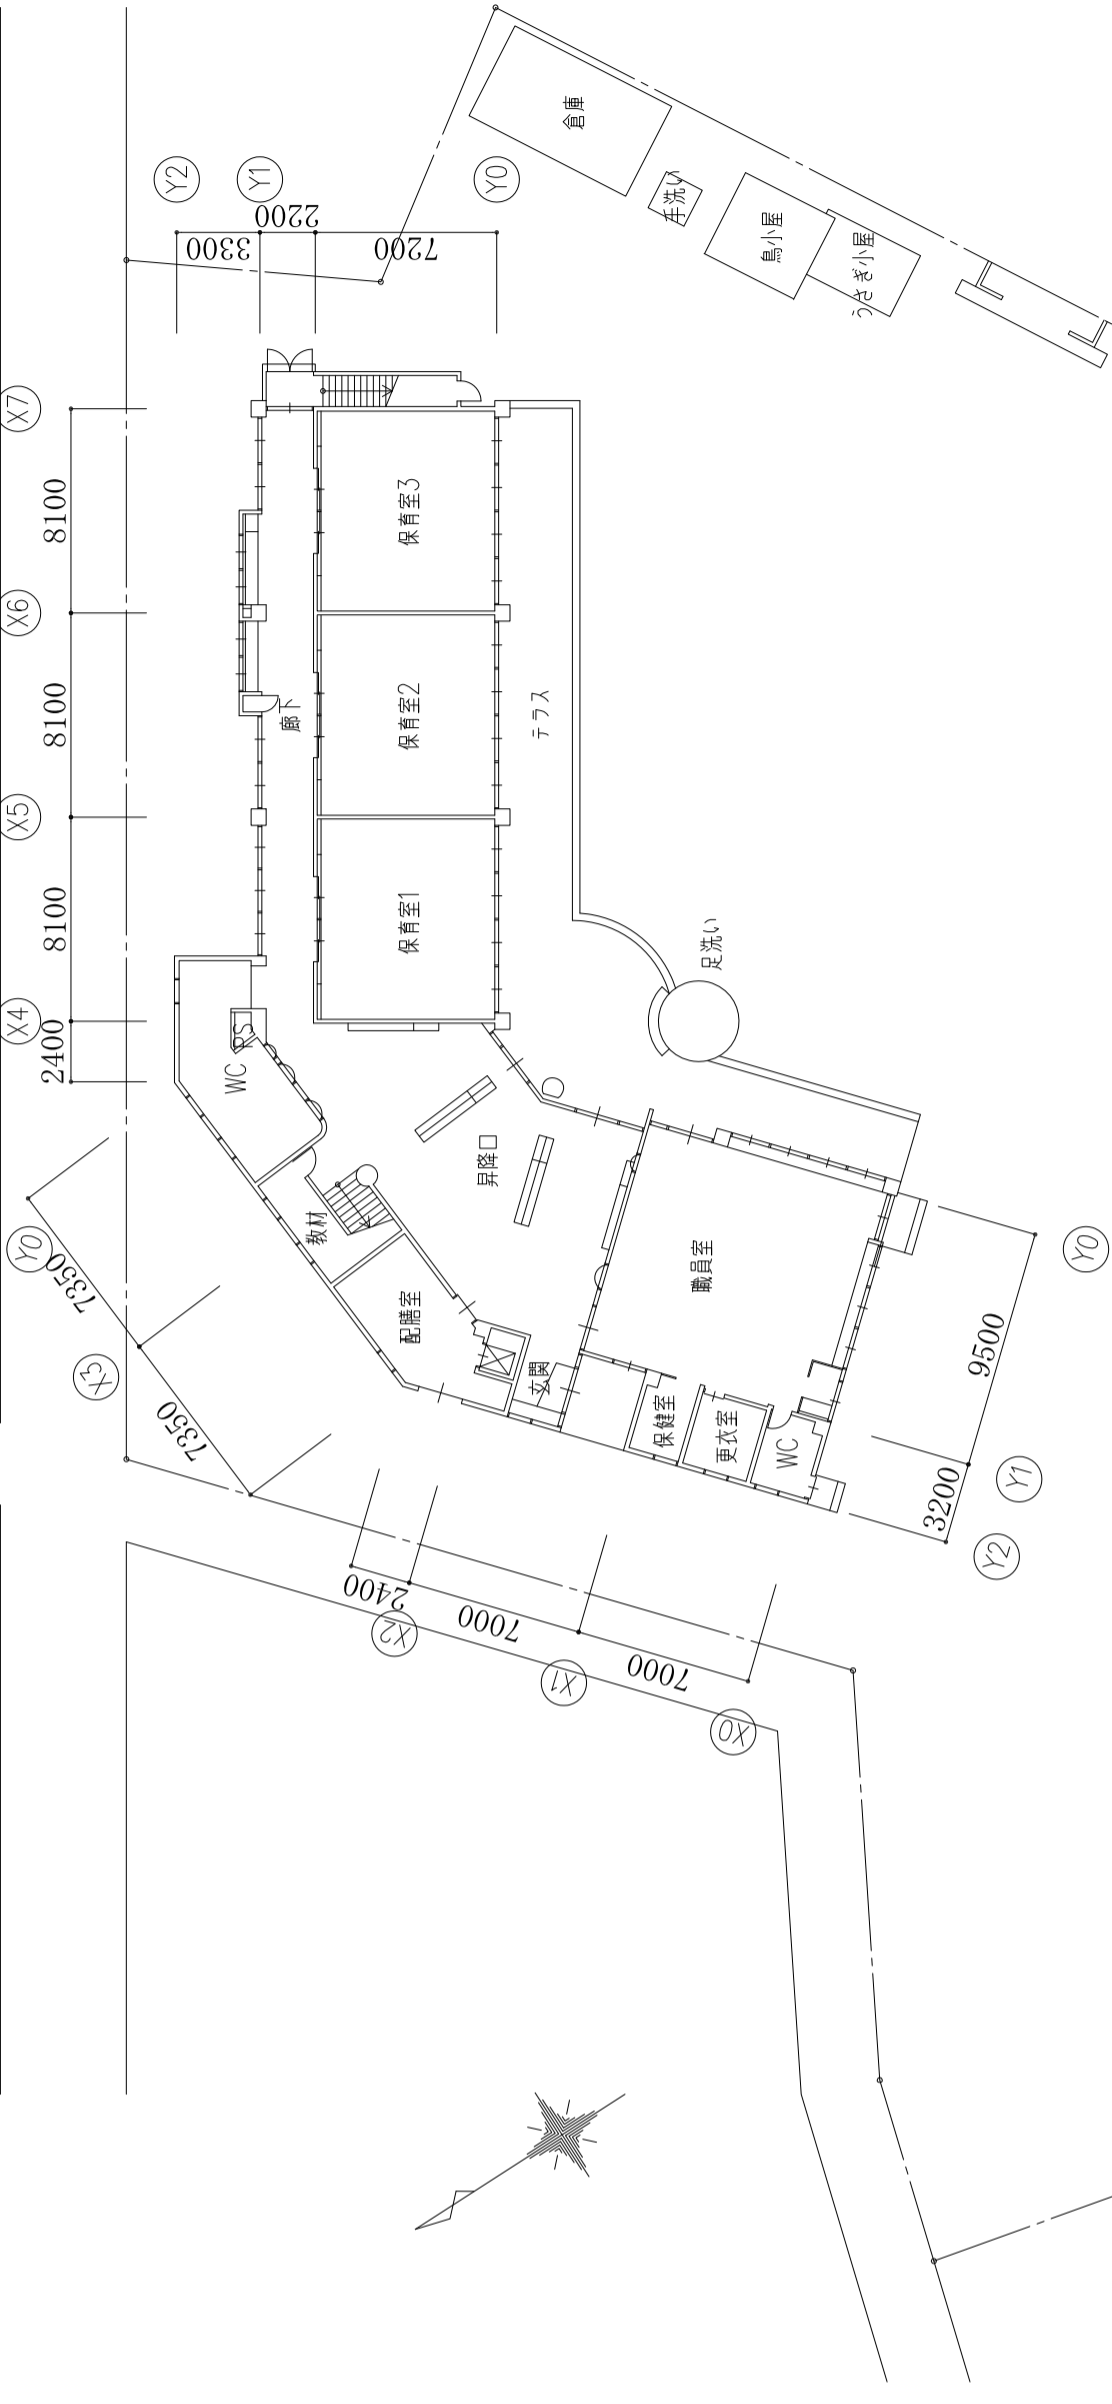 倉庫
手洗い
鳥小屋
うさぎ小屋
Y2
Y1
Y0
3300
2200
7200
X7
8100
X6
8100
X5
8100
X4
2400
保育室3
保育室2
保育室1
廊下
テラス
足洗い
WC
PS
教材
昇降口
配膳室
玄関
職員室
保健室
更衣室
WC
Y0
7350
X3
7350
2400
X2
7000
X1
7000
X0
Y0
9500
Y1
3200
Y2